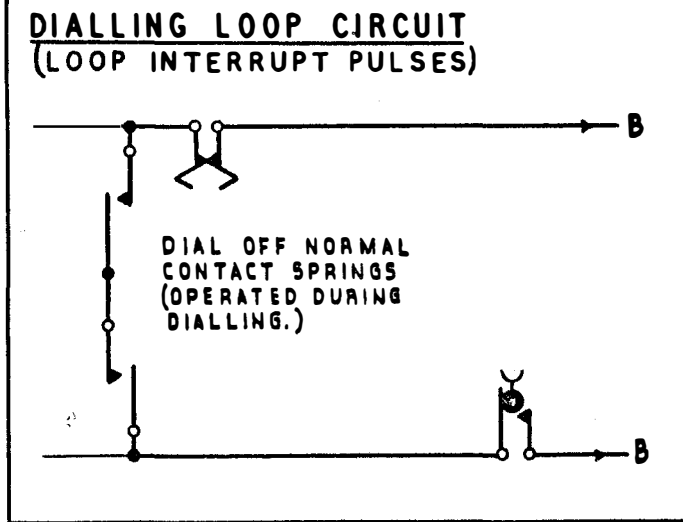 DIALLING LOOP CIRCUIT
(LOOP INTERRUPT PULSES)
B
DIAL OFF NORMAL
CONTACT SPRINGS
(OPERATED DURING
DIALLING.)
B